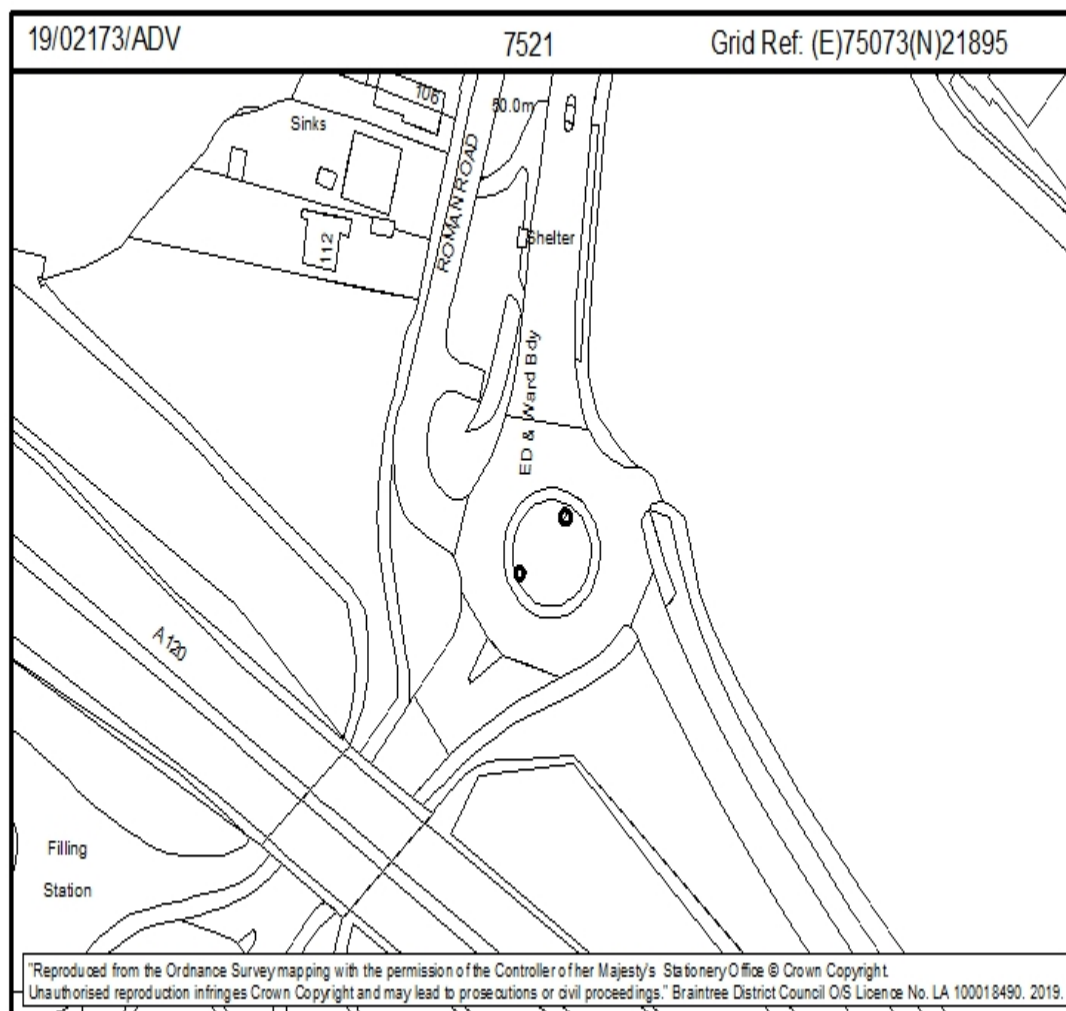 19/02173/ADV 7521 Grid Ref: (E)75073(N)21895
106
50.0m
Sinks
ROMAN ROAD
Shelter
112
ED & Ward Bdy
A120
Filling
Station
"Reproduced from the Ordnance Survey mapping with the permission of the Controller of her Majesty's Stationery Office © Crown Copyright.
Unauthorised reproduction infringes Crown Copyright and may lead to prosecutions or civil proceedings." Braintree District Council O/S Licence No. LA 100018490. 2019.